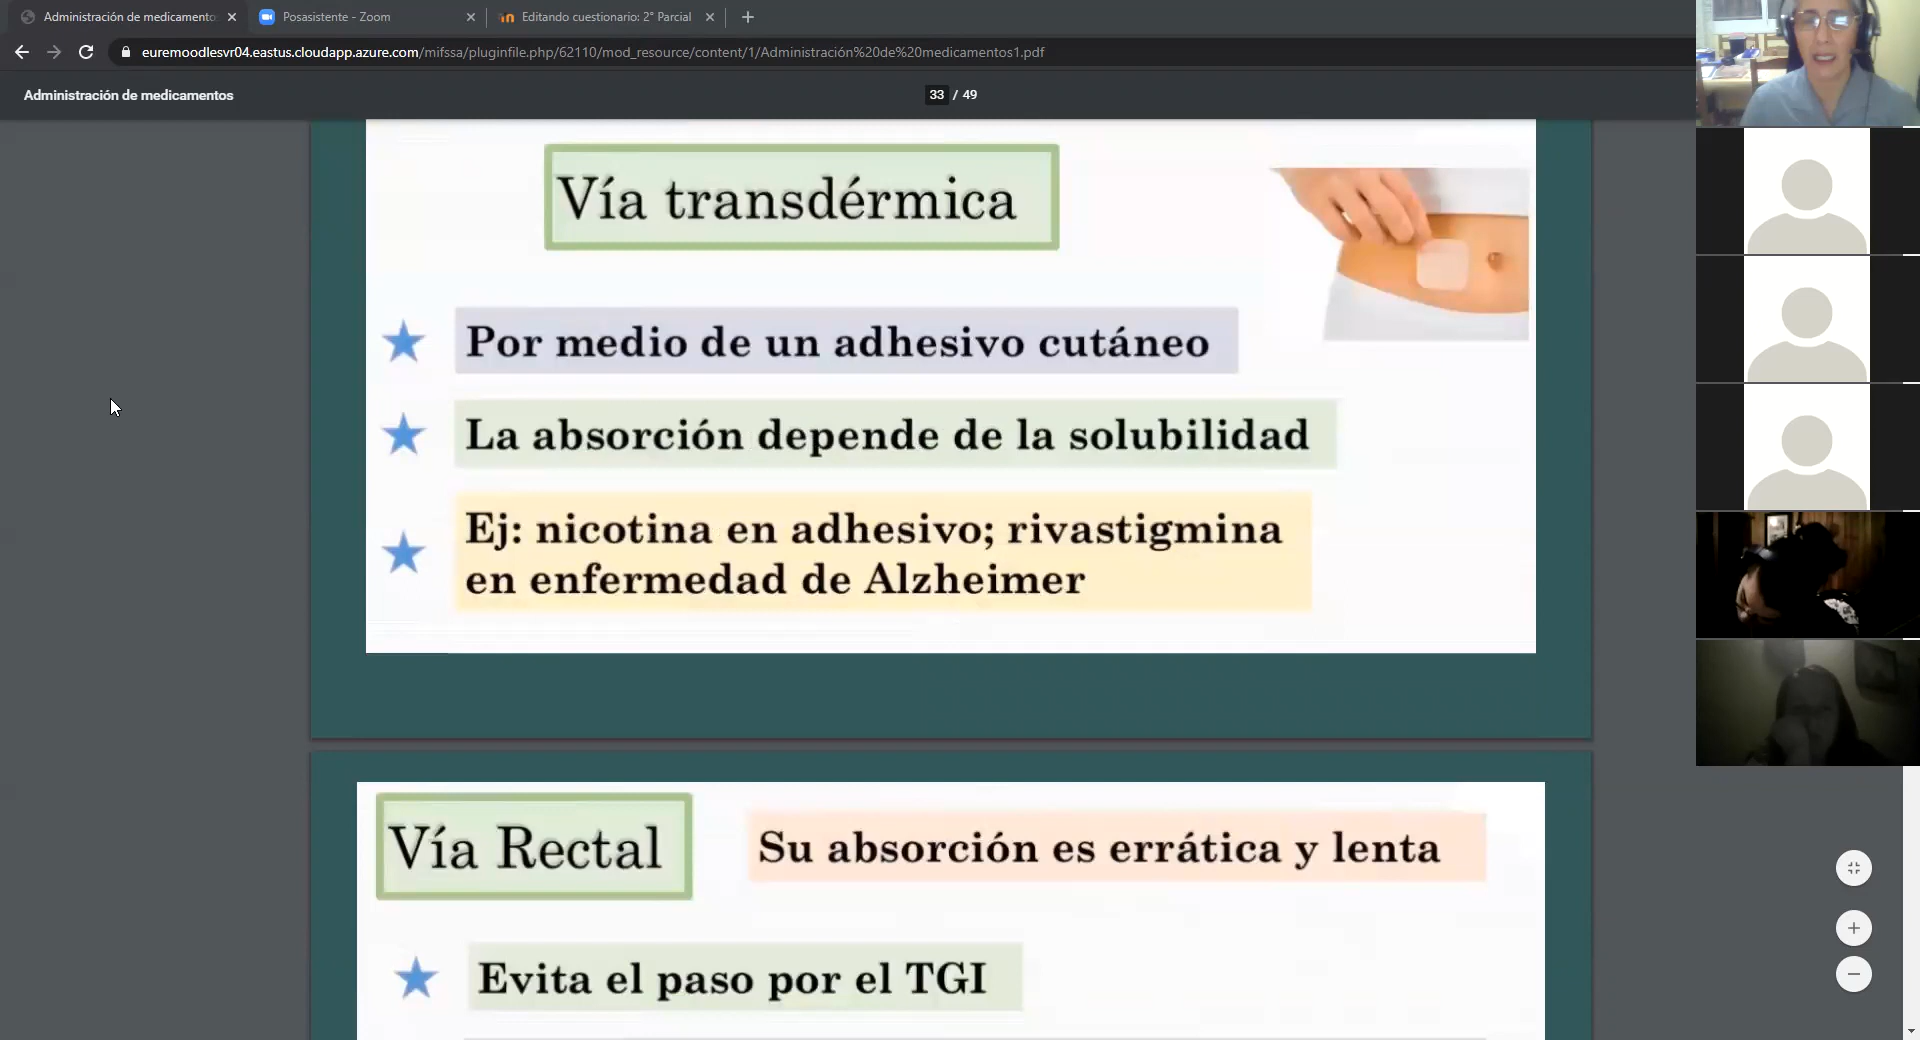 Administración de medicamento
Posasistente - Zoom
Editando cuestionario: 2° Parcial
euremoodlesvr04.eastus.cloudapp.azure.com/mifssa/pluginfile.php/62110/mod_resource/content/1/Administración%20de%20medicamentos1.pdf
Administración de medicamentos
33 / 49
Vía transdérmica
Por medio de un adhesivo cutáneo
La absorción depende de la solubilidad
Ej: nicotina en adhesivo; rivastigmina
en enfermedad de Alzheimer
Vía Rectal
Su absorción es errática y lenta
Evita el paso por el TGI